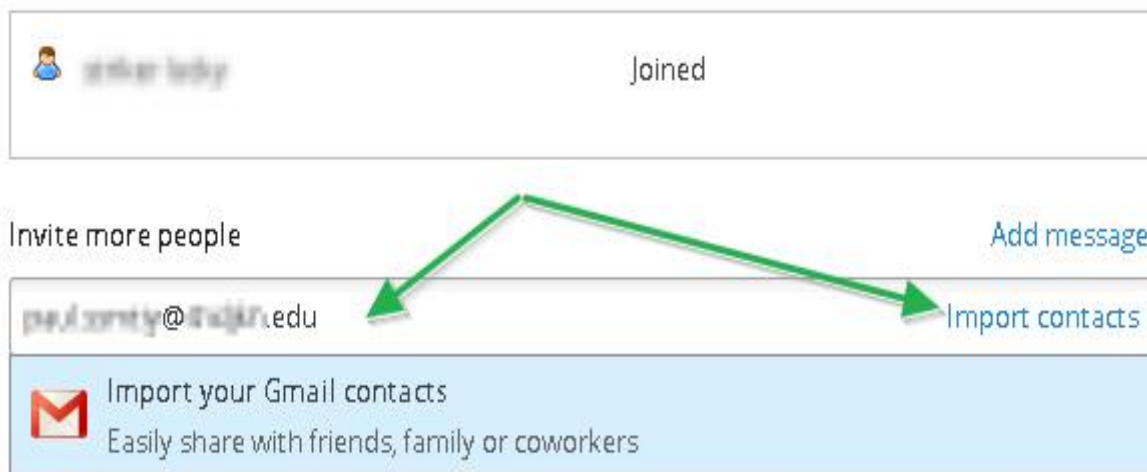 Joined
Invite more people
Add message
@
.edu
Import contacts
Import your Gmail contacts
Easily share with friends, family or coworkers